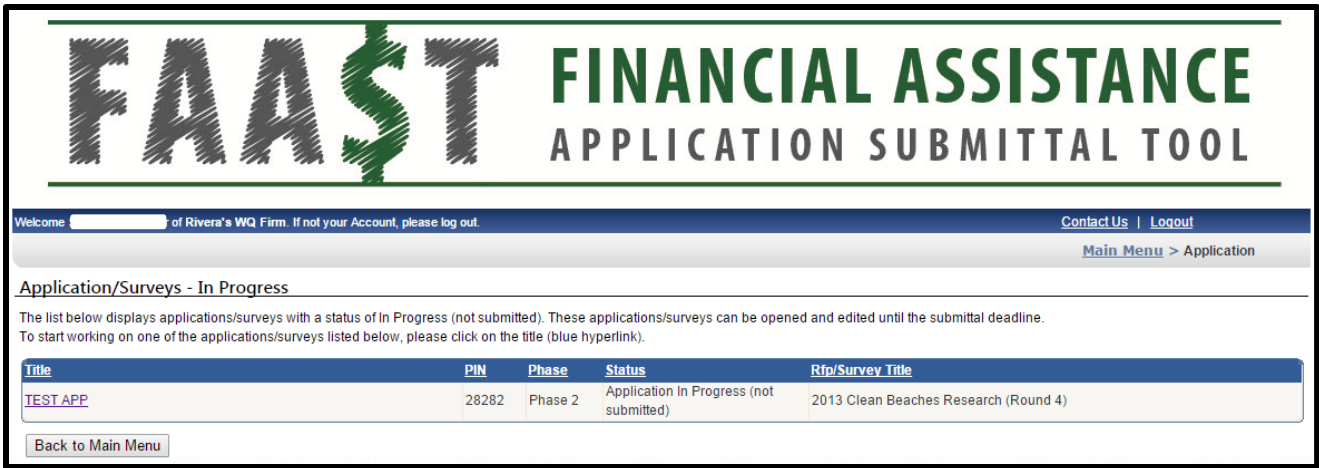 FAA$T
FINANCIAL ASSISTANCE
APPLICATION SUBMITTAL TOOL
Welcome of Rivera's WQ Firm. If not your Account, please log out.
Contact Us | Logout
Main Menu > Application
Application/Surveys - In Progress
The list below displays applications/surveys with a status of In Progress (not submitted). These applications/surveys can be opened and edited until the submittal deadline.
To start working on one of the applications/surveys listed below, please click on the title (blue hyperlink).
Title PIN Phase Status Rfp/Survey Title
TEST APP 28282 Phase 2 Application In Progress (not
submitted) 2013 Clean Beaches Research (Round 4)
Back to Main Menu